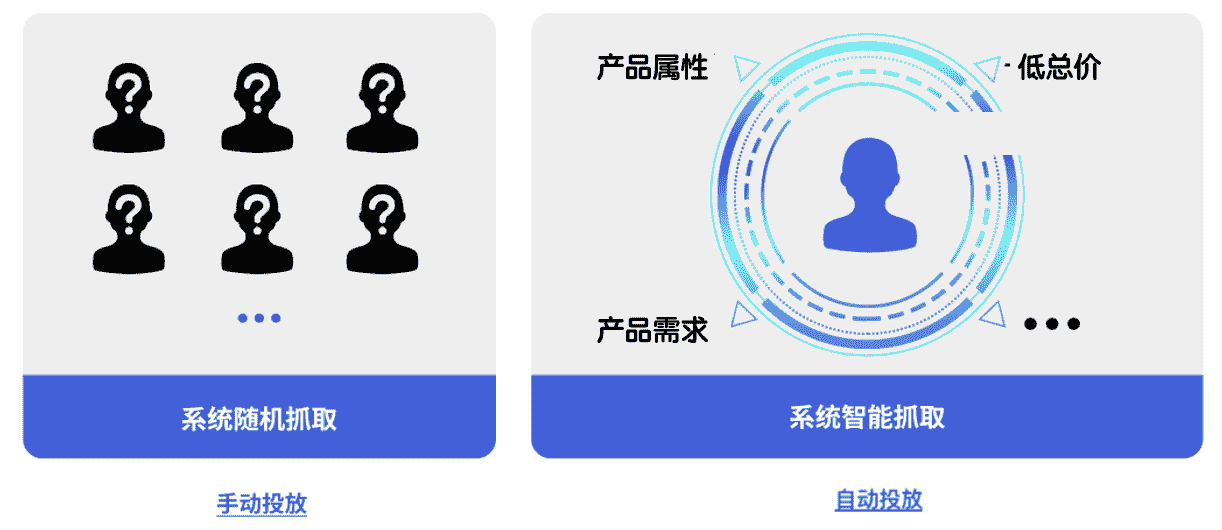 产品属性
低总价
产品需求
系统随机抓取
系统智能抓取
手动投放
自动投放